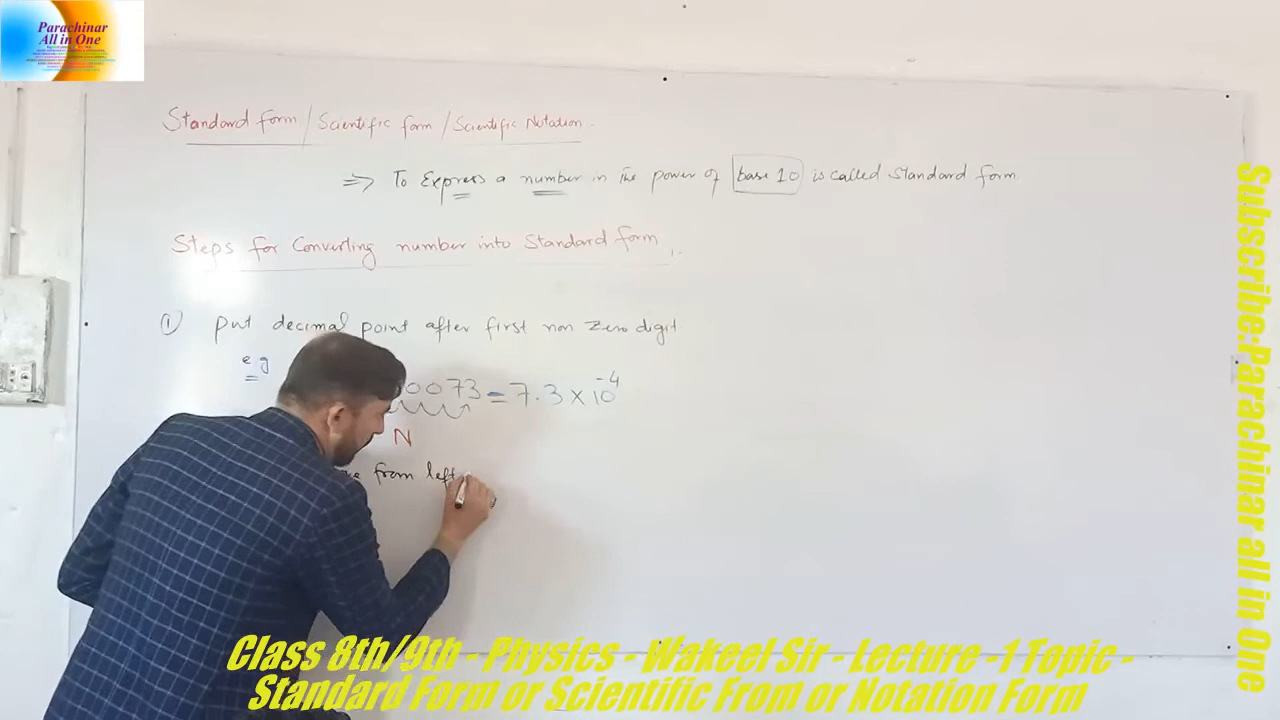 Parachinar
All in One
Standard form / Scientific form / Scientific Notation.
⇒ To Express a number in the power of base 10 is called standard form
Steps for Converting number into Standard form.
① Put decimal point after first non zero digit
e.g
0073 = 7.3 × 10⁻⁴
N
from left
Subscribe:Parachinar all in One
Class 8th/9th - Physics - Wakeel Sir - Lecture -1 Topic -
Standard Form or Scientific From or Notation Form